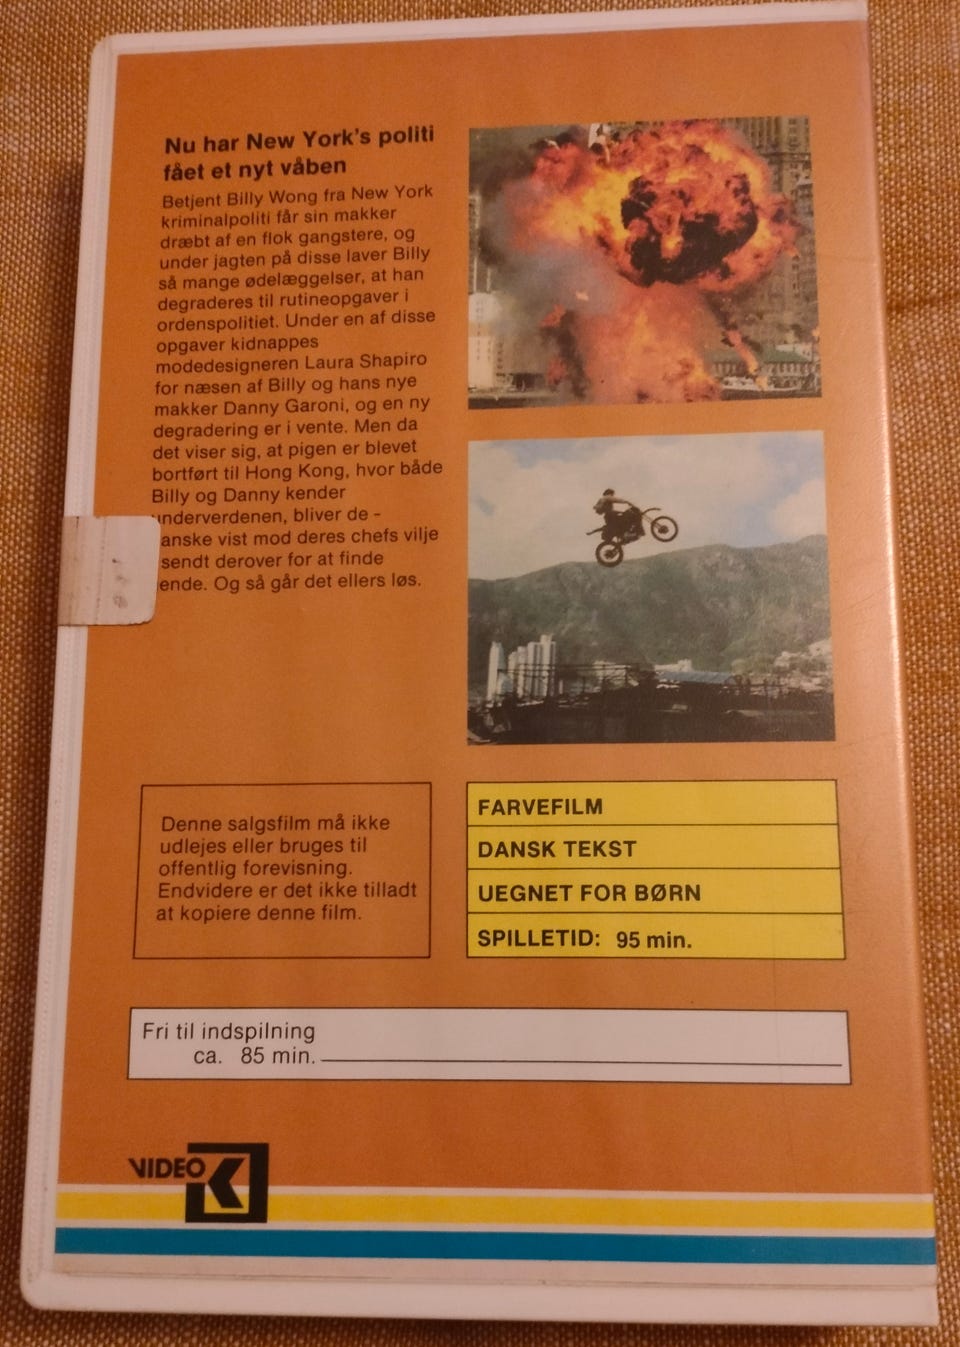 Nu har New York's politi
fået et nyt våben
Betjent Billy Wong fra New York
kriminalpoliti får sin makker
dræbt af en flok gangstere, og
under jagten på disse laver Billy
så mange ødelæggelser, at han
degraderes til rutineopgaver i
ordenspolitiet. Under en af disse
opgaver kidnappes
modedesigneren Laura Shapiro
for næsen af Billy og hans nye
makker Danny Garoni, og en ny
degradering er i vente. Men da
det viser sig, at pigen er blevet
bortført til Hong Kong, hvor både
Billy og Danny kender
underverdenen, bliver de -
anske vist mod deres chefs vilje
sendt derover for at finde
ende. Og så går det ellers løs.
Denne salgsfilm må ikke
udlejes eller bruges til
offentlig forevisning.
Endvidere er det ikke tilladt
at kopiere denne film.
FARVEFILM
DANSK TEKST
UEGNET FOR BØRN
SPILLETID: 95 min.
Fri til indspilning
ca. 85 min.
VIDEO K